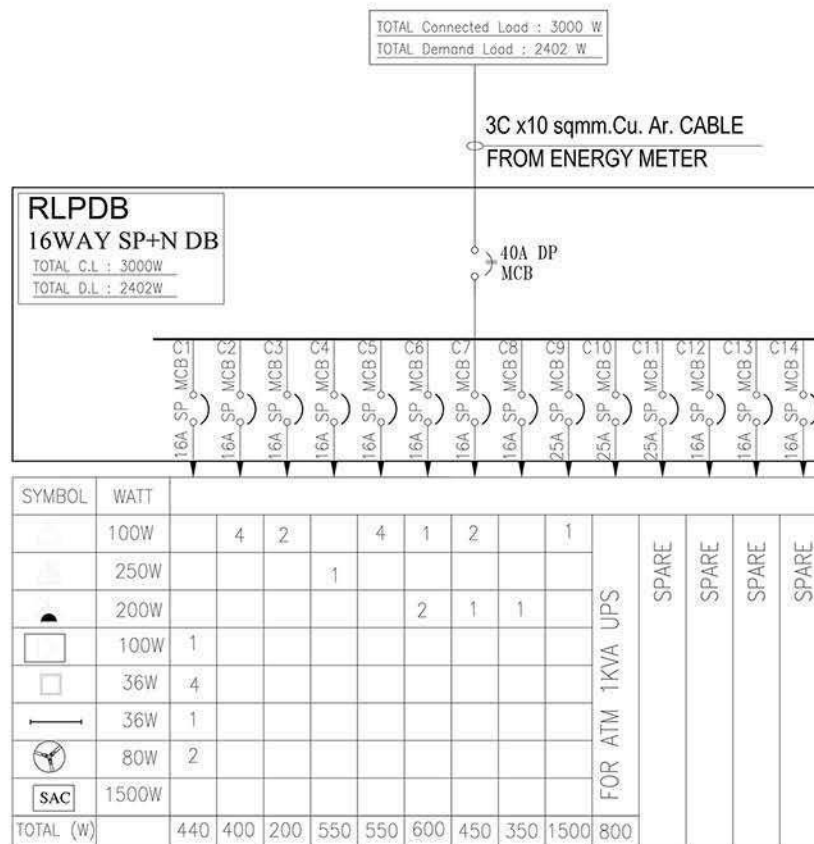 TOTAL Connected Load : 3000 W
TOTAL Demand Load : 2402 W
3C x10 sqmm.Cu. Ar. CABLE
FROM ENERGY METER
RLPDB
16WAY SP+N DB
TOTAL C.L : 3000W
TOTAL D.L : 2402W
40A DP
MCB
C1 C2 C3 C4 C5 C6 C7 C8 C9 C10 C11 C12 C13 C14
16A SP MCB
16A SP MCB
16A SP MCB
16A SP MCB
16A SP MCB
16A SP MCB
16A SP MCB
16A SP MCB
25A SP MCB
25A SP MCB
25A SP MCB
16A SP MCB
16A SP MCB
16A SP MCB
SYMBOL WATT
100W 4 2 4 1 2 1
250W 1
200W 2 1 1
100W 1
36W 4
36W 1
80W 2
SAC 1500W
FOR ATM 1KVA UPS
SPARE
SPARE
SPARE
SPARE
TOTAL (W) 440 400 200 550 550 600 450 350 1500 800